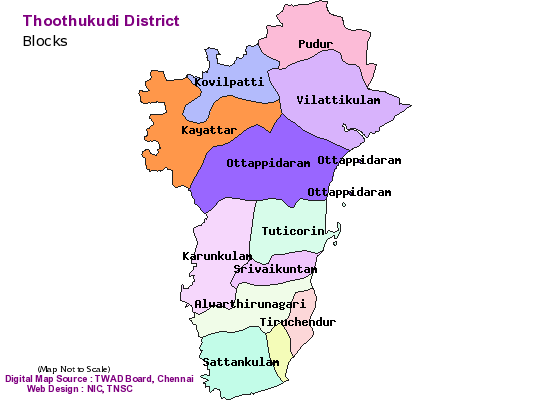 Thoothukudi District
Blocks
Pudur
Kovilpatti
Vilattikulam
Kayattar
Ottappidaram
Ottappidaram
Ottappidaram
Tuticorin
Karunkulam
Srivaikuntam
Alwarthirunagari
Tiruchendur
Sattankulam
(Map Not to Scale)
Digital Map Source : TWAD Board, Chennai
Web Design : NIC, TNSC